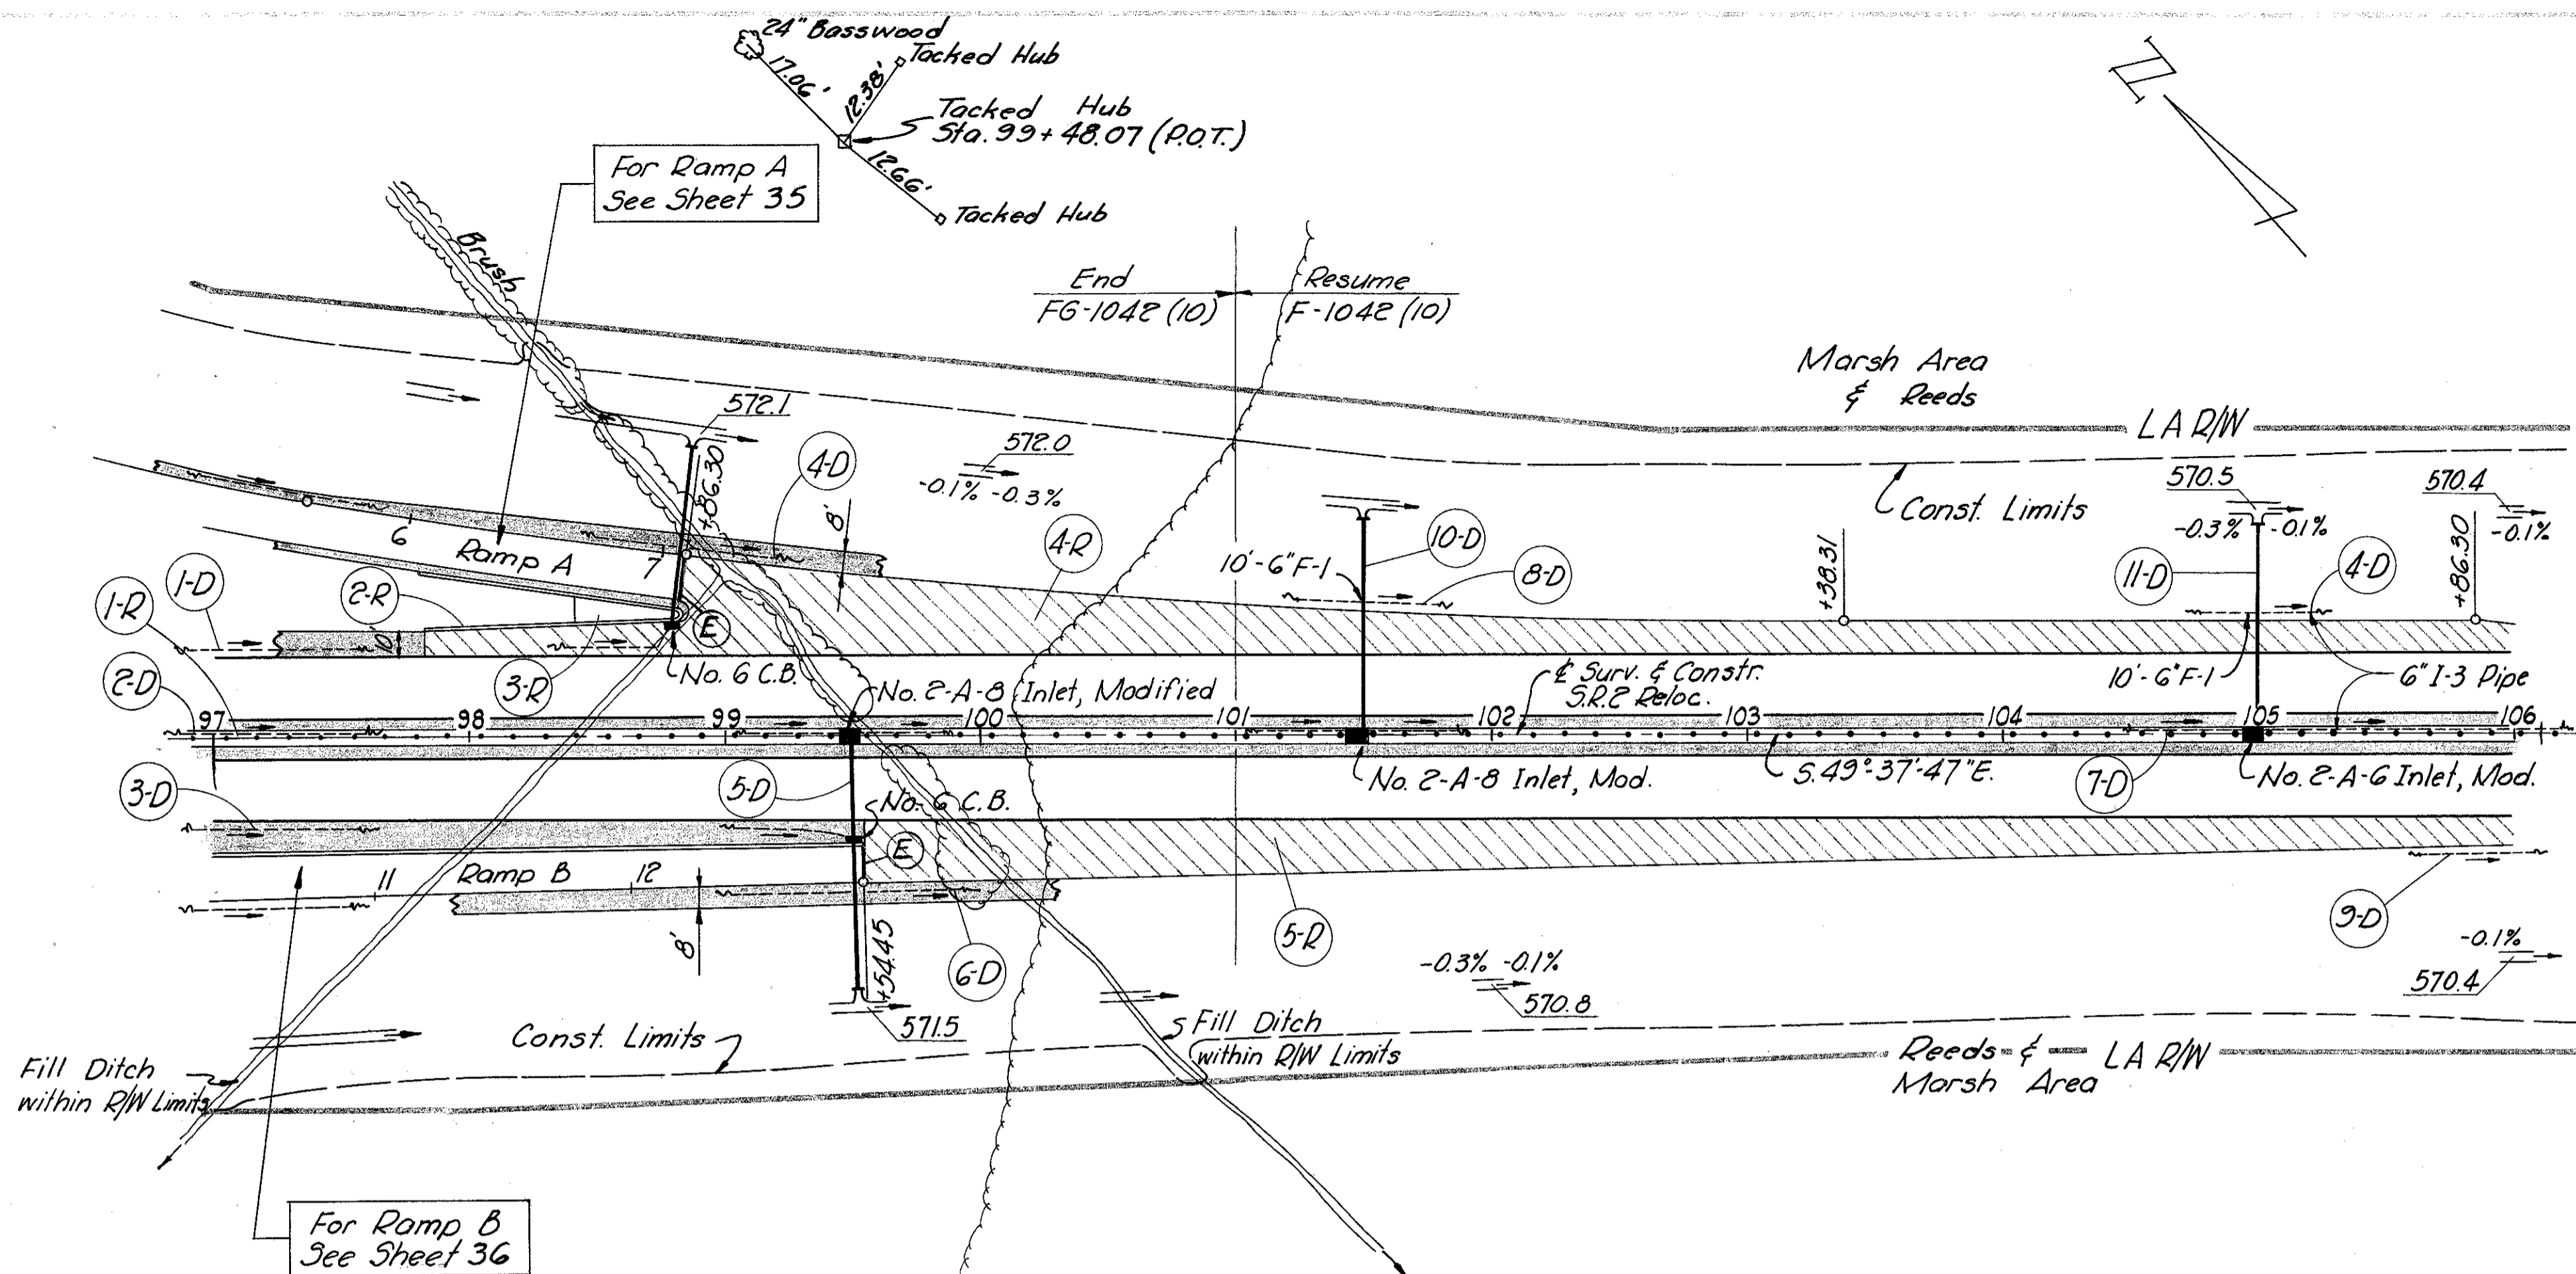 24" Basswood
17.06'
12.38'
Tacked Hub
Tacked Hub
Sta. 99+48.07 (P.O.T.)
12.66'
Tacked Hub
For Ramp A
See Sheet 35
N
Brush
End
FG-1042 (10)
Resume
F-1042 (10)
Marsh Area
& Reeds
LA R/W
Const. Limits
572.1
+86.30
4-D
572.0
-0.1% -0.3%
8'
4-R
10'-6" F-1
10-D
8-D
+38.31
570.5
-0.3% -0.1%
11-D
4-D
+86.30
570.4
-0.1%
6
Ramp A
7
1-D
1-R
2-R
10'
3-R
E
No. 6 C.B.
10'-6" F-1
6" I-3 Pipe
2-D
No. 2-A-8 Inlet, Modified
℄ Surv. & Constr.
S.R.2 Reloc.
97 98 99 100 101 102 103 104 105 106
3-D
5-D
No. 6 C.B.
No. 2-A-8 Inlet, Mod.
S.49°-37'-47"E.
7-D
No. 2-A-6 Inlet, Mod.
E
11
Ramp B
12
8'
+54.45
6-D
5-R
9-D
-0.3% -0.1%
570.8
-0.1%
570.4
571.5
Const. Limits
Fill Ditch
within R/W Limits
Fill Ditch
within R/W Limits
Reeds &
Marsh Area
LA R/W
For Ramp B
See Sheet 36